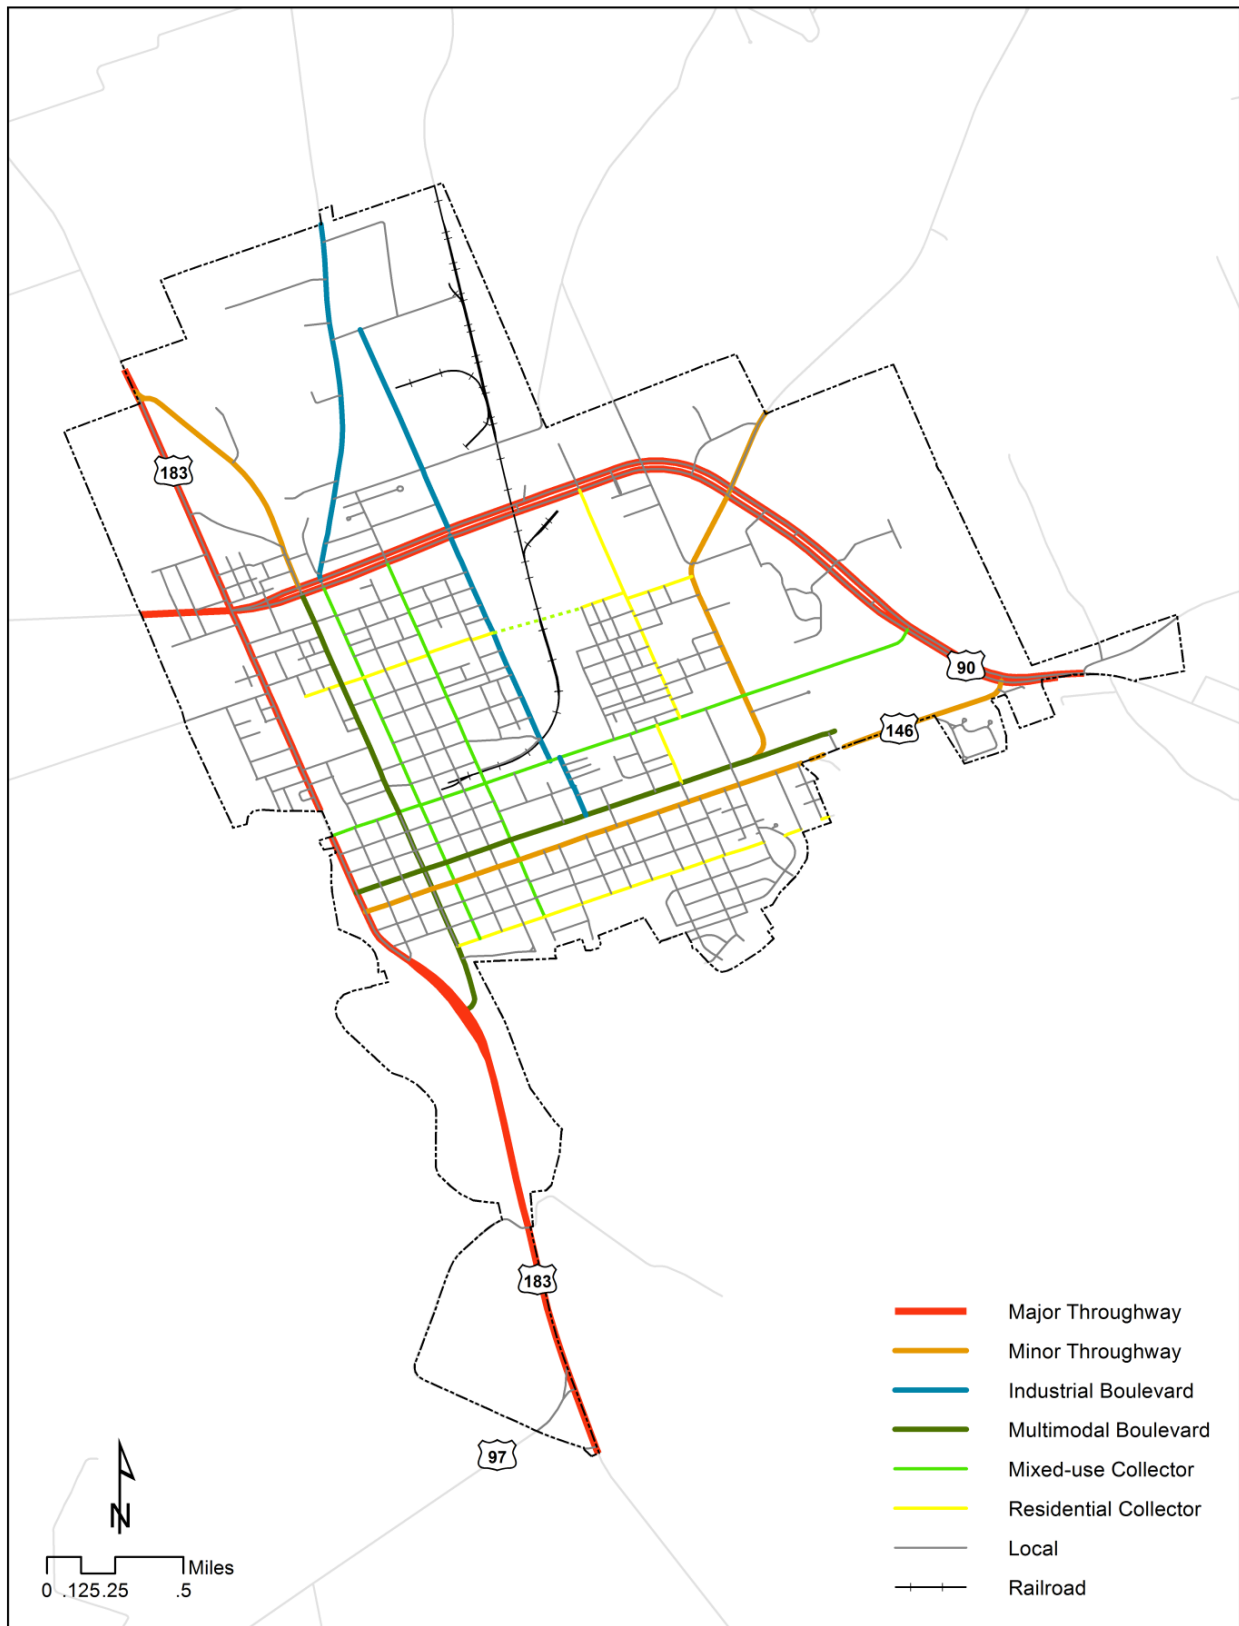 183
90
146
183
97
Major Throughway
Minor Throughway
Industrial Boulevard
Multimodal Boulevard
Mixed-use Collector
Residential Collector
Local
Railroad
N
Miles
0 .125.25 .5